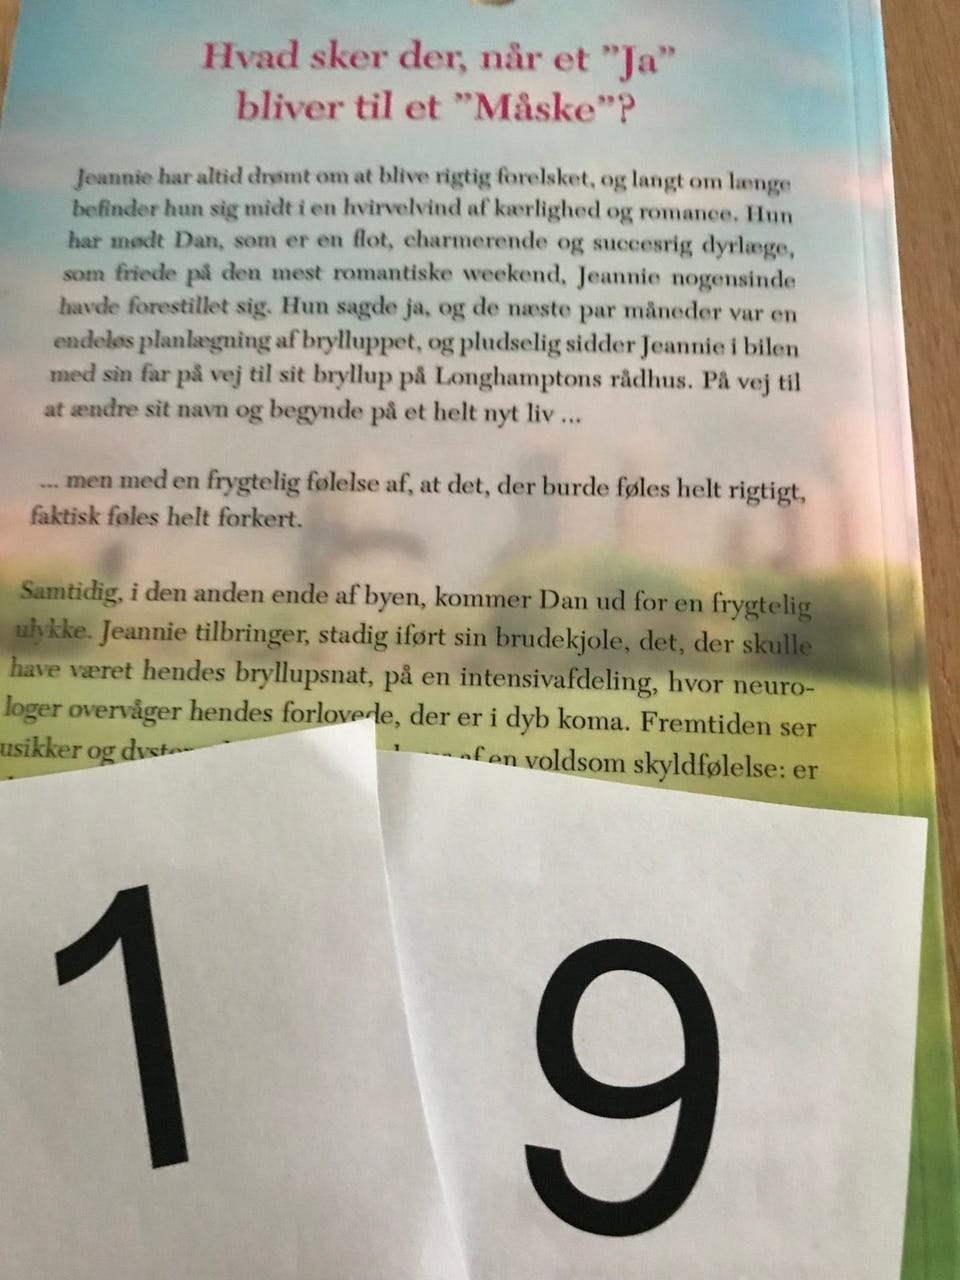 Hvad sker der, når et ”Ja”
bliver til et ”Måske”?
Jeannie har altid drømt om at blive rigtig forelsket, og langt om længe
befinder hun sig midt i en hvirvelvind af kærlighed og romance. Hun
har mødt Dan, som er en flot, charmerende og succesrig dyrlæge,
som friede på den mest romantiske weekend, Jeannie nogensinde
havde forestillet sig. Hun sagde ja, og de næste par måneder var en
endeløs planlægning af brylluppet, og pludselig sidder Jeannie i bilen
med sin far på vej til sit bryllup på Longhamptons rådhus. På vej til
at ændre sit navn og begynde på et helt nyt liv ...
... men med en frygtelig følelse af, at det, der burde føles helt rigtigt,
faktisk føles helt forkert.
Samtidig, i den anden ende af byen, kommer Dan ud for en frygtelig
ulykke. Jeannie tilbringer, stadig iført sin brudekjole, det, der skulle
have været hendes bryllupsnat, på en intensivafdeling, hvor neuro-
loger overvåger hendes forlovede, der er i dyb koma. Fremtiden ser
usikker og af en voldsom skyldfølelse: er
1 9